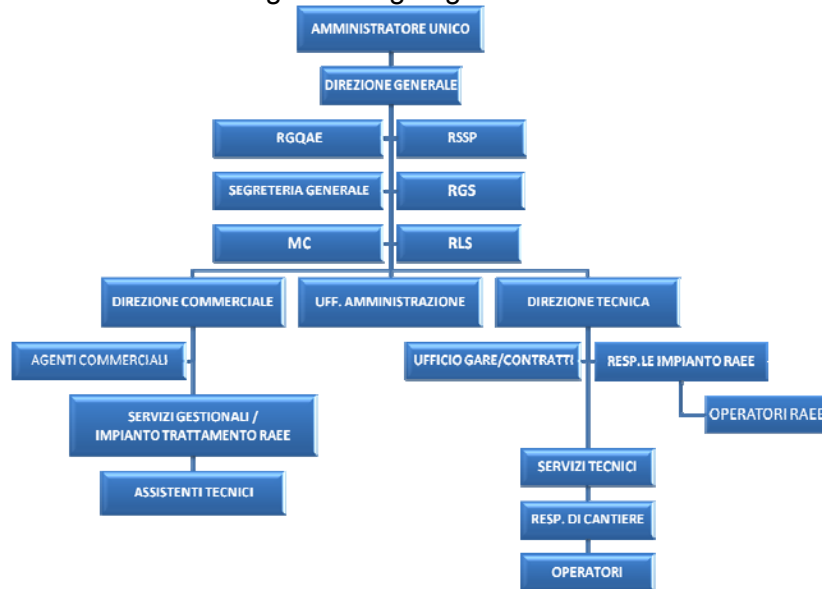 AMMINISTRATORE UNICO
DIREZIONE GENERALE
RGQAE
RSSP
SEGRETERIA GENERALE
RGS
MC
RLS
DIREZIONE COMMERCIALE
UFF. AMMINISTRAZIONE
DIREZIONE TECNICA
AGENTI COMMERCIALI
UFFICIO GARE/CONTRATTI
RESP.LE IMPIANTO RAEE
SERVIZI GESTIONALI /
IMPIANTO TRATTAMENTO RAEE
OPERATORI RAEE
ASSISTENTI TECNICI
SERVIZI TECNICI
RESP. DI CANTIERE
OPERATORI